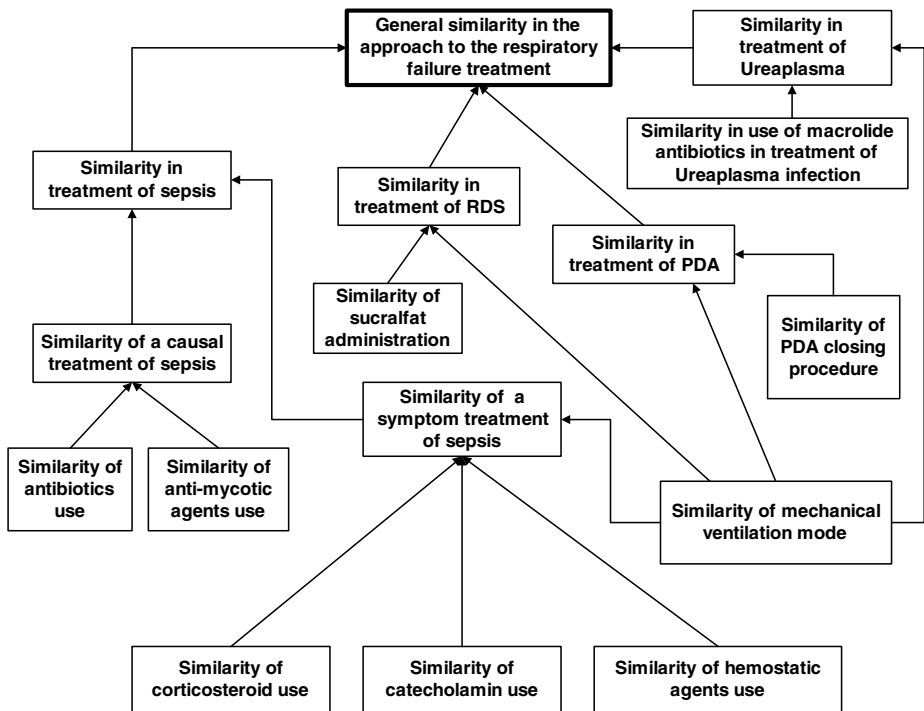 General similarity in the
approach to the respiratory
failure treatment
Similarity in
treatment of
Ureaplasma
Similarity in use of macrolide
antibiotics in treatment of
Ureaplasma infection
Similarity in
treatment of sepsis
Similarity in
treatment of RDS
Similarity in
treatment of PDA
Similarity of
sucralfat
administration
Similarity of
PDA closing
procedure
Similarity of a causal
treatment of sepsis
Similarity of a
symptom treatment
of sepsis
Similarity of
antibiotics
use
Similarity of
anti-mycotic
agents use
Similarity of mechanical
ventilation mode
Similarity of
corticosteroid use
Similarity of
catecholamin use
Similarity of hemostatic
agents use